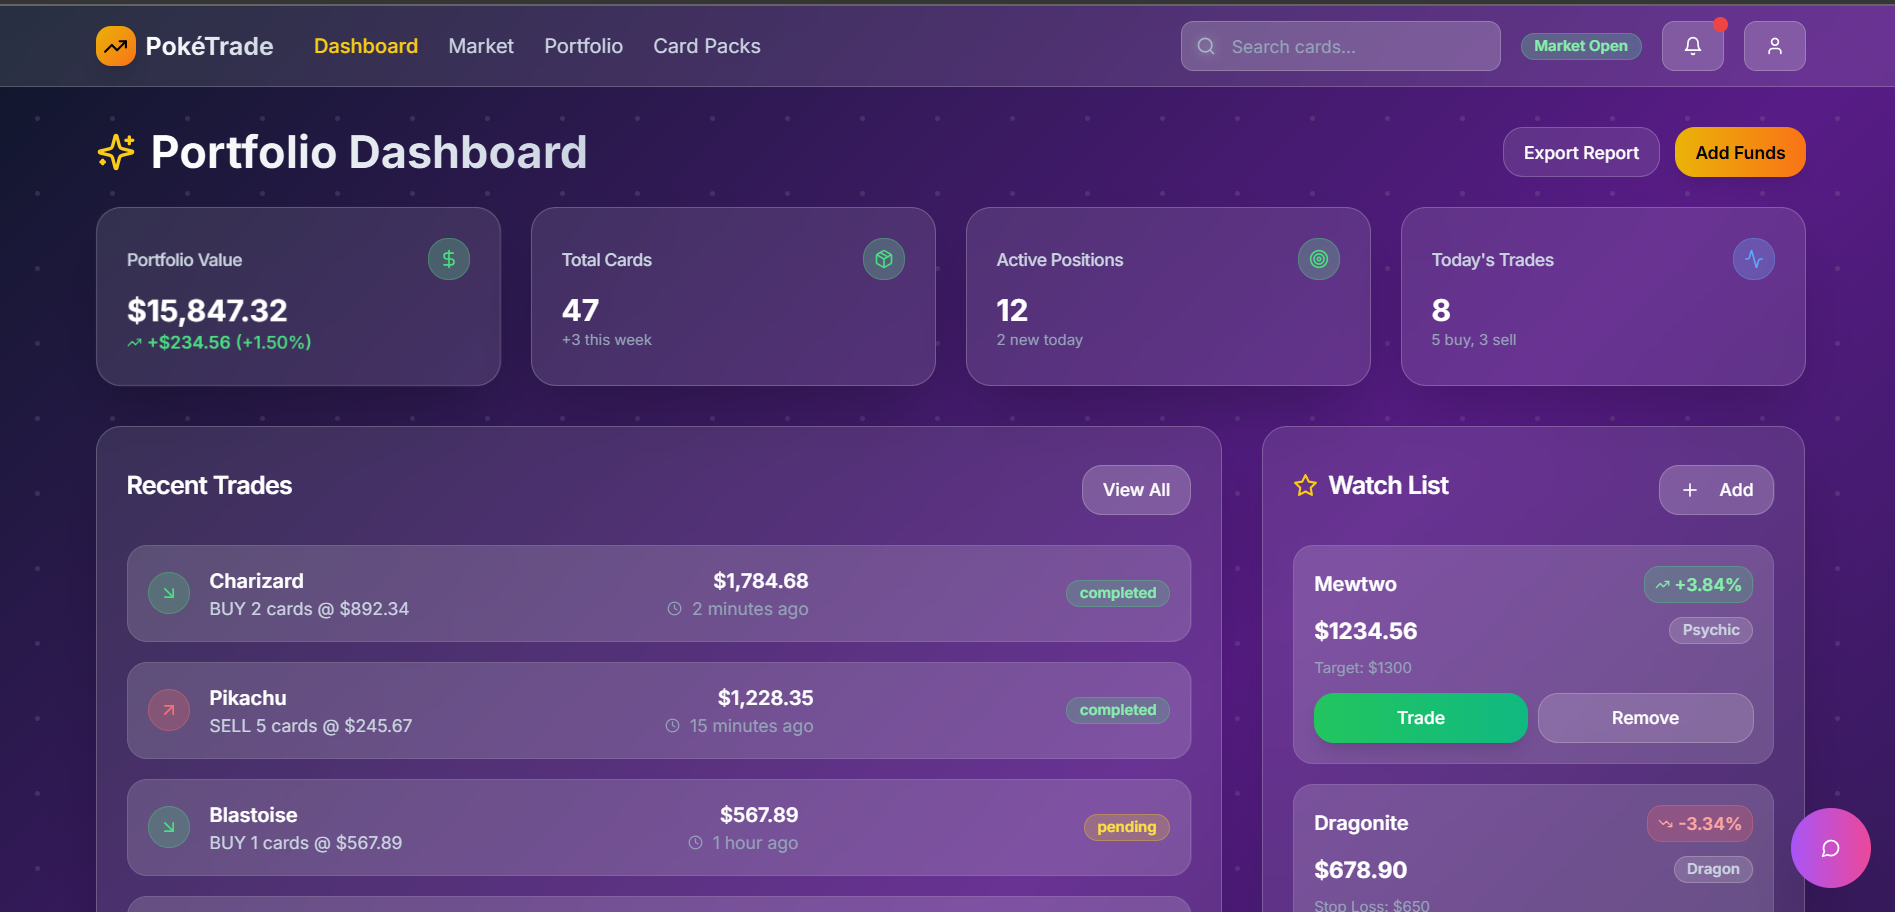 PokéTrade
Dashboard
Market
Portfolio
Card Packs
Search cards...
Market Open
Portfolio Dashboard
Export Report
Add Funds
Portfolio Value
$15,847.32
+$234.56 (+1.50%)
Total Cards
47
+3 this week
Active Positions
12
2 new today
Today's Trades
8
5 buy, 3 sell
Recent Trades
View All
Charizard
BUY 2 cards @ $892.34
$1,784.68
2 minutes ago
completed
Pikachu
SELL 5 cards @ $245.67
$1,228.35
15 minutes ago
completed
Blastoise
BUY 1 cards @ $567.89
$567.89
1 hour ago
pending
Watch List
Add
Mewtwo
+3.84%
$1234.56
Psychic
Target: $1300
Trade
Remove
Dragonite
-3.34%
$678.90
Dragon
Stop Loss: $650